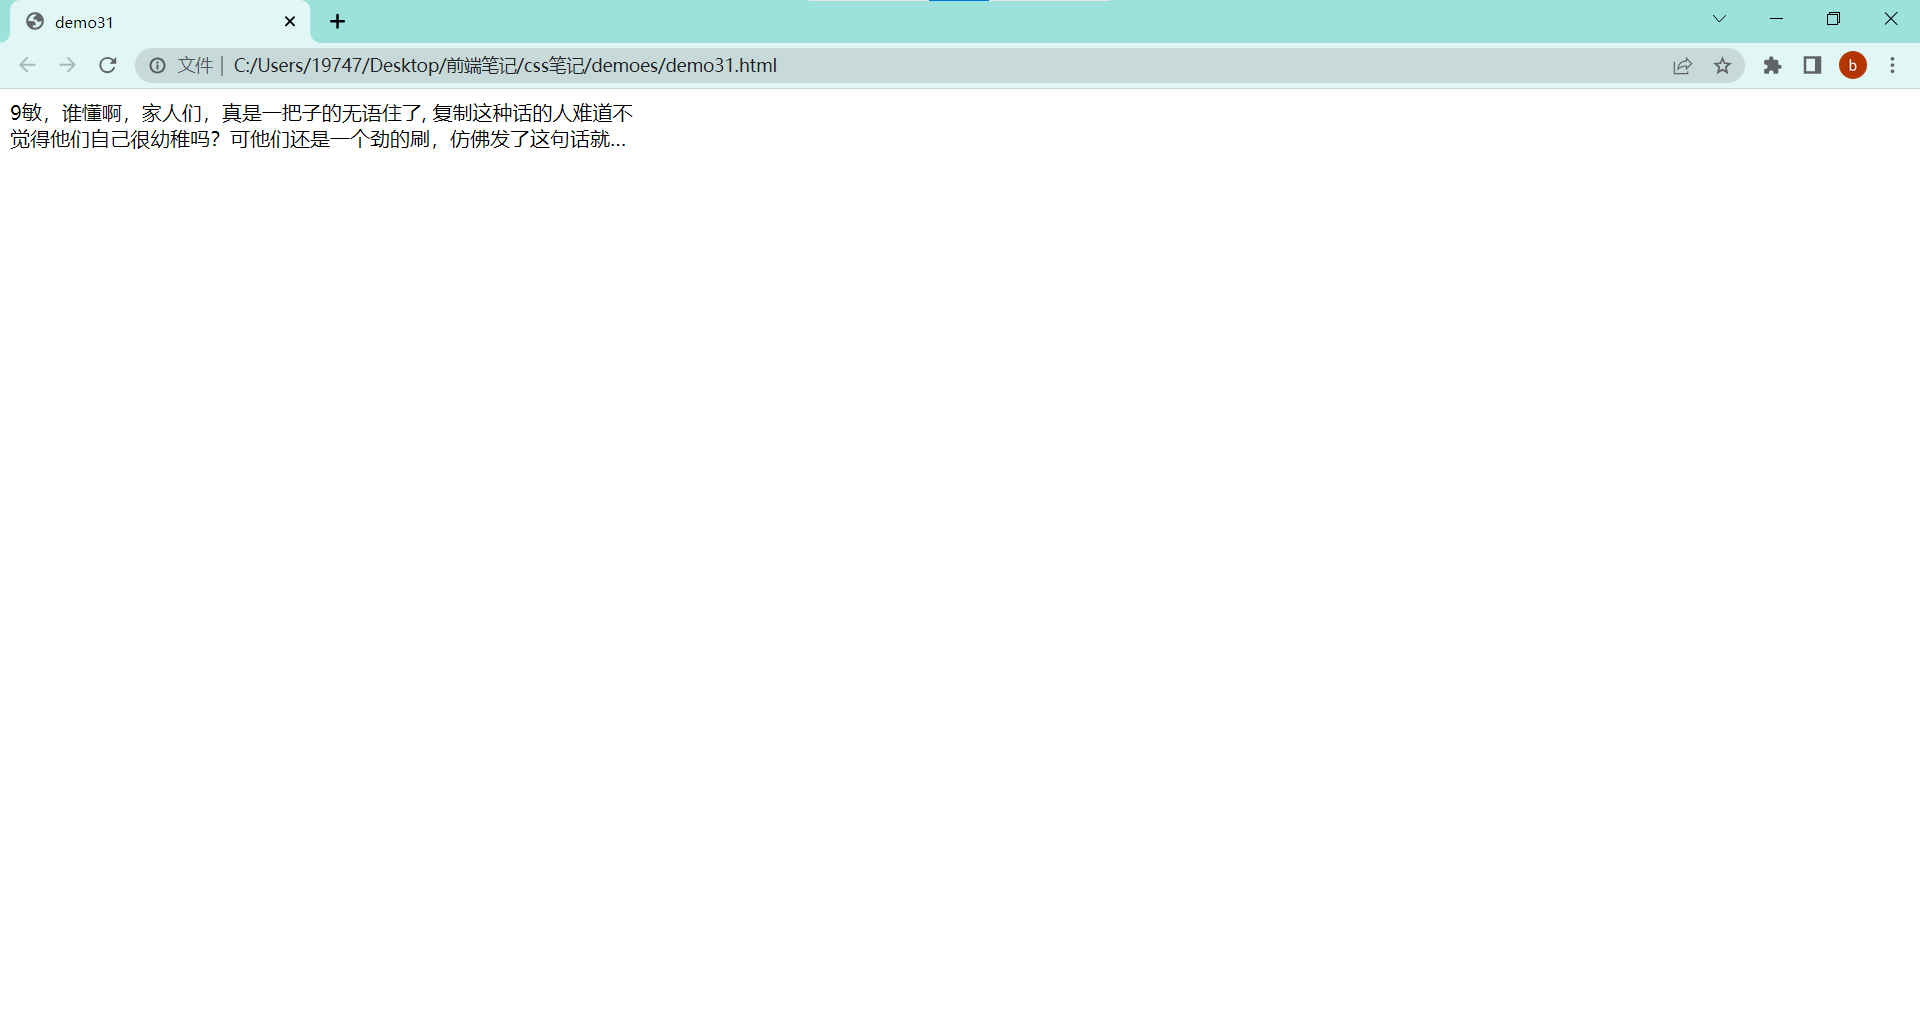 demo31
文件 | C:/Users/19747/Desktop/前端笔记/css笔记/demoes/demo31.html
b
9敏，谁懂啊，家人们，真是一把子的无语住了, 复制这种话的人难道不
觉得他们自己很幼稚吗？可他们还是一个劲的刷，仿佛发了这句话就...